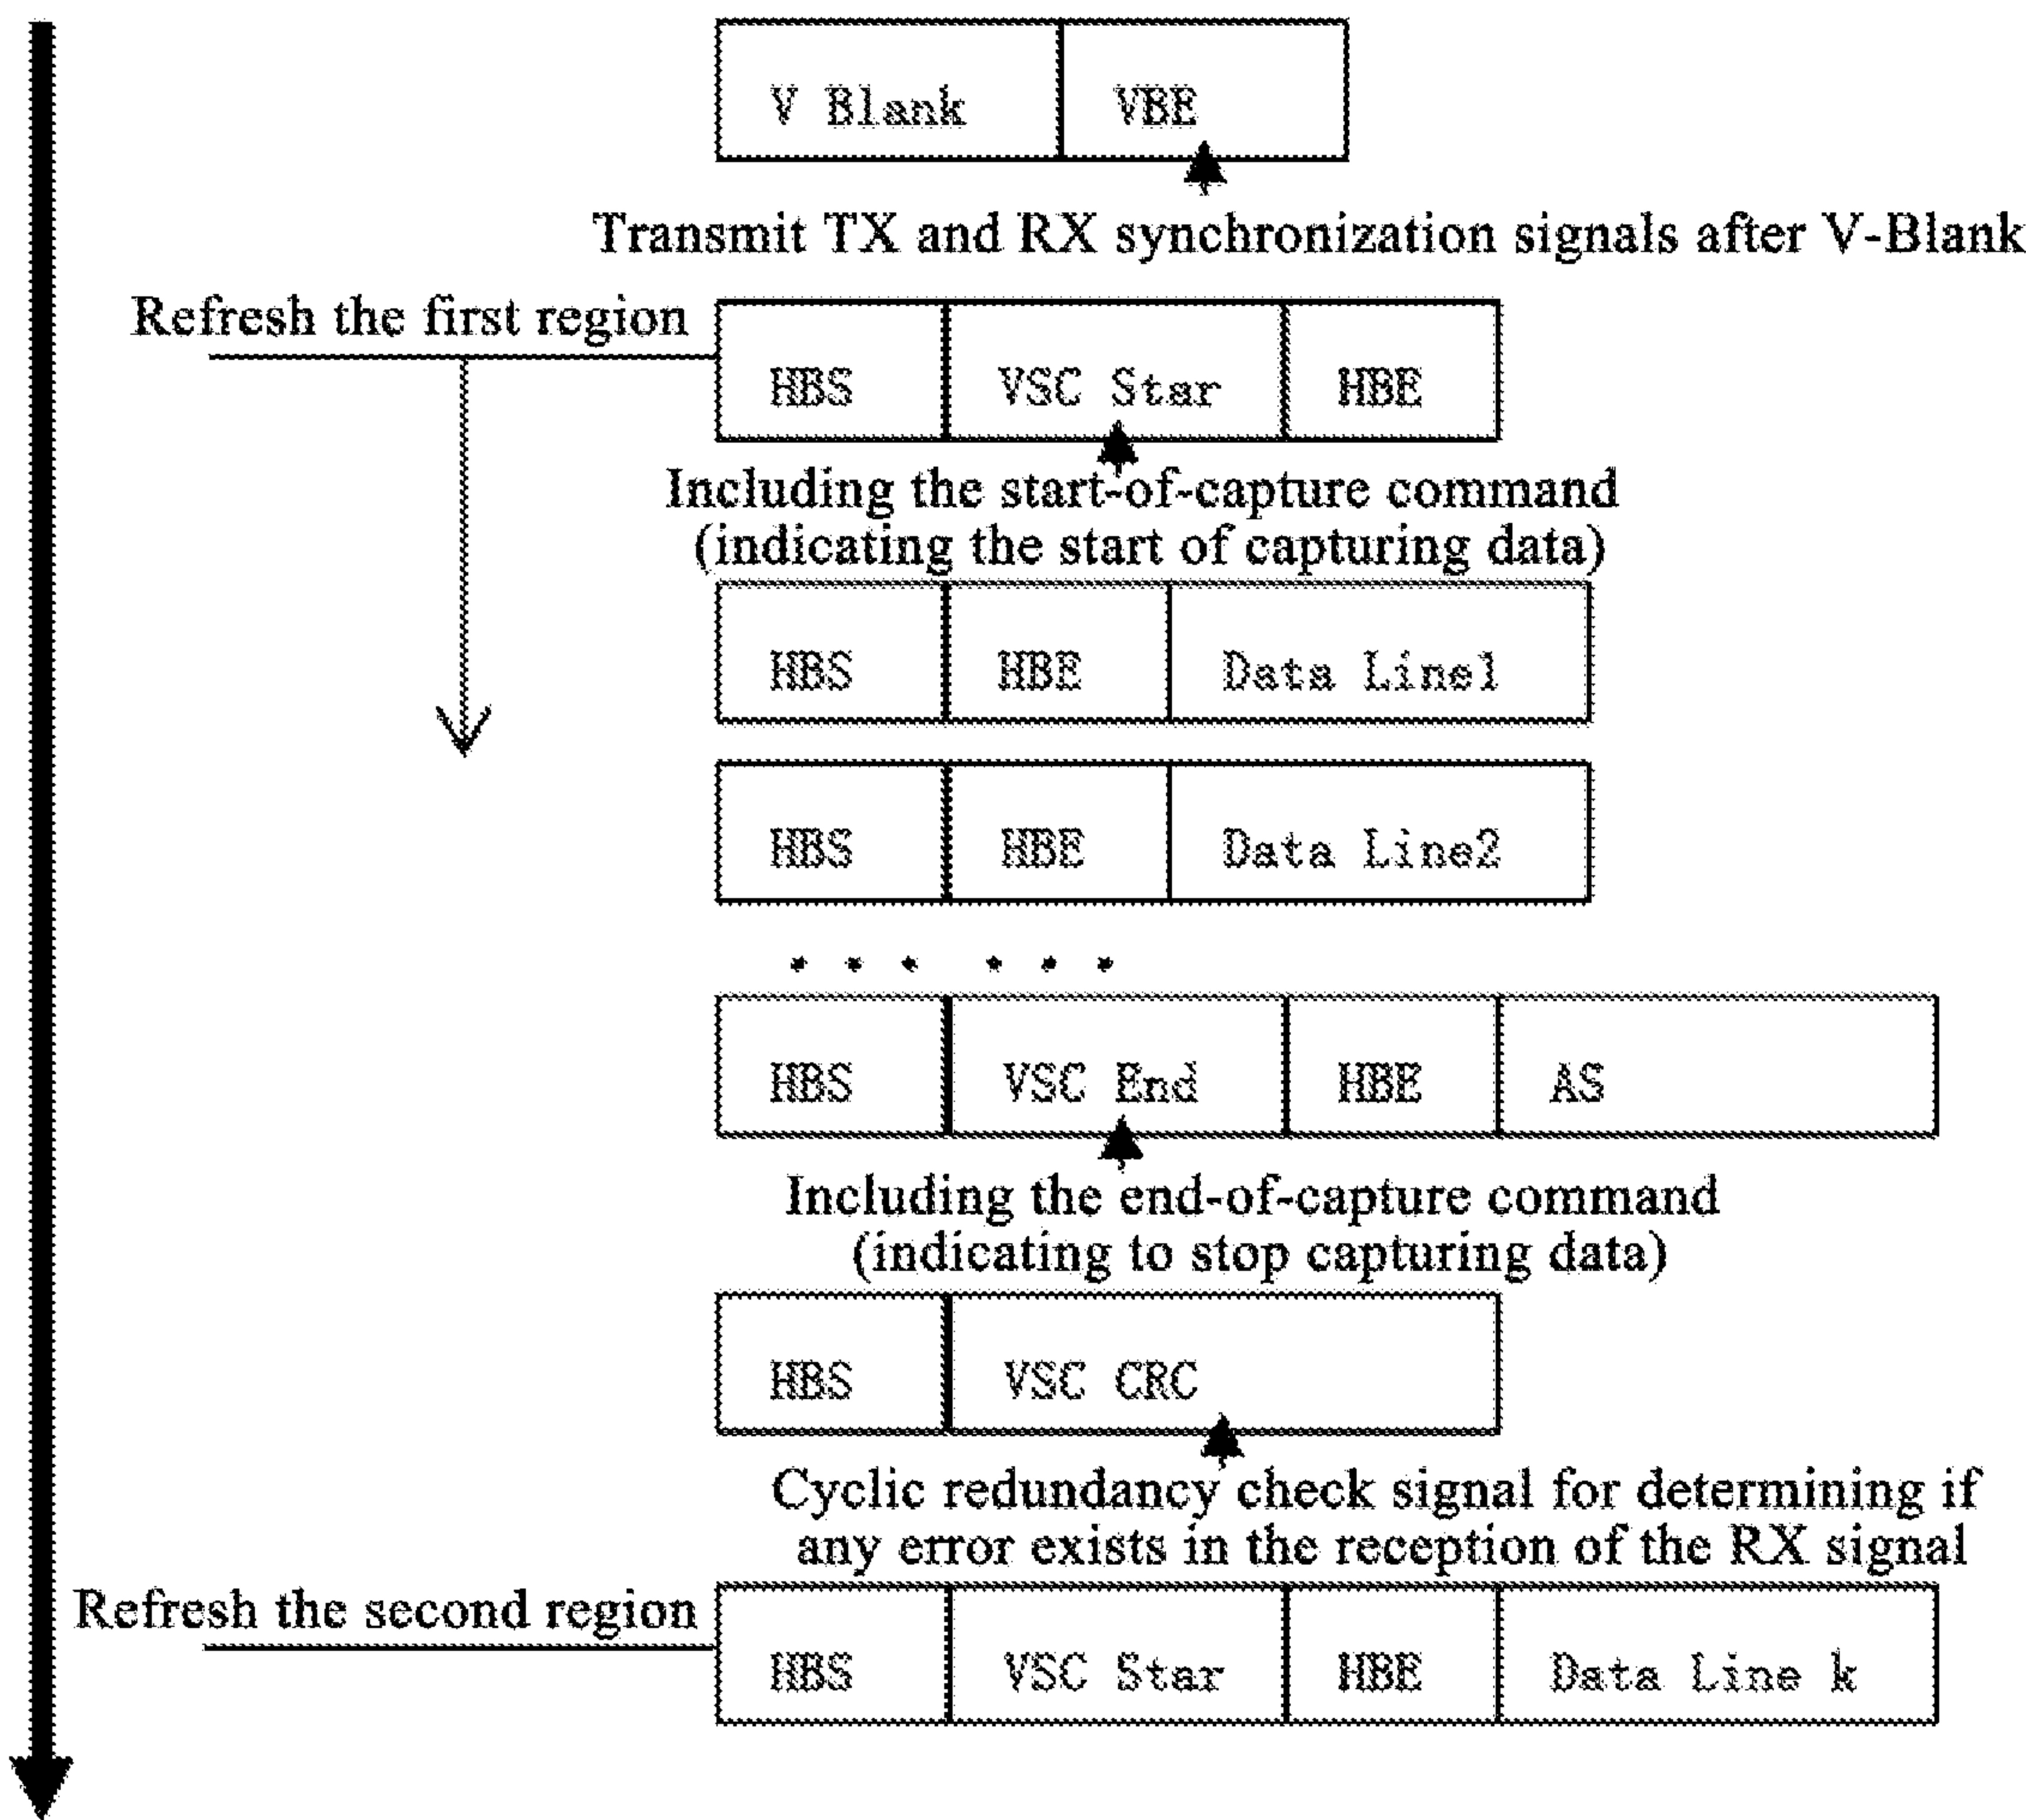 V Blank VBE
Transmit TX and RX synchronization signals after V-Blank
Refresh the first region
HBS VSC Star HBE
Including the start-of-capture command
(indicating the start of capturing data)
HBS HBE Data Line1
HBS HBE Data Line2
... ...
HBS VSC End HBE AS
Including the end-of-capture command
(indicating to stop capturing data)
HBS VSC CRC
Cyclic redundancy check signal for determining if
any error exists in the reception of the RX signal
Refresh the second region
HBS VSC Star HBE Data Line k